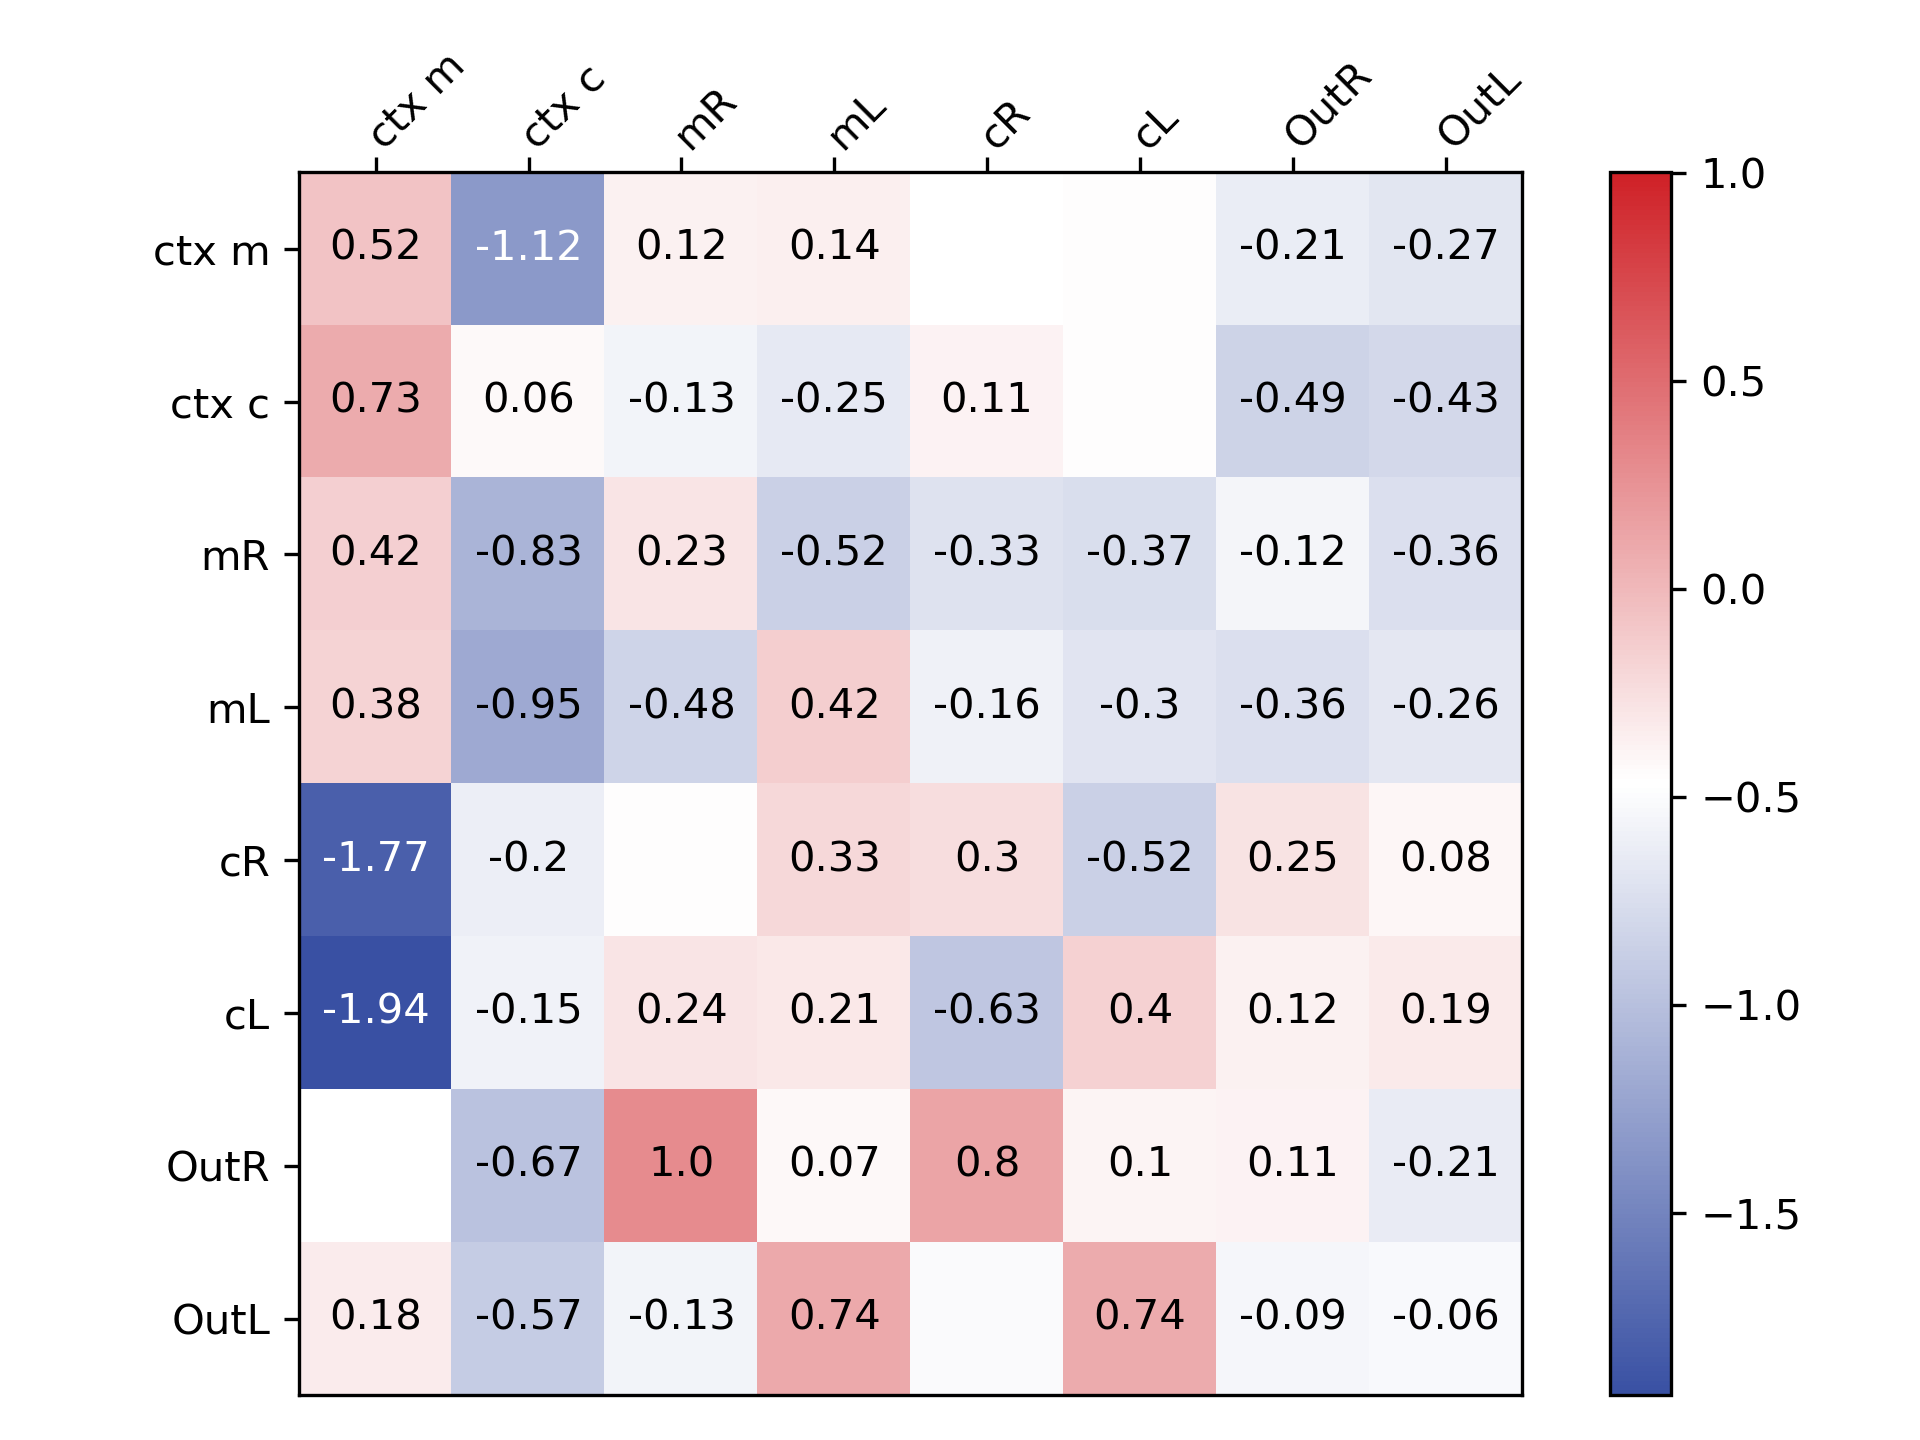 ctx m ctx c mR mL cR cL OutR OutL
ctx m 0.52 -1.12 0.12 0.14 -0.21 -0.27
ctx c 0.73 0.06 -0.13 -0.25 0.11 -0.49 -0.43
mR 0.42 -0.83 0.23 -0.52 -0.33 -0.37 -0.12 -0.36
mL 0.38 -0.95 -0.48 0.42 -0.16 -0.3 -0.36 -0.26
cR -1.77 -0.2 0.33 0.3 -0.52 0.25 0.08
cL -1.94 -0.15 0.24 0.21 -0.63 0.4 0.12 0.19
OutR -0.67 1.0 0.07 0.8 0.1 0.11 -0.21
OutL 0.18 -0.57 -0.13 0.74 0.74 -0.09 -0.06
1.0
0.5
0.0
−0.5
−1.0
−1.5